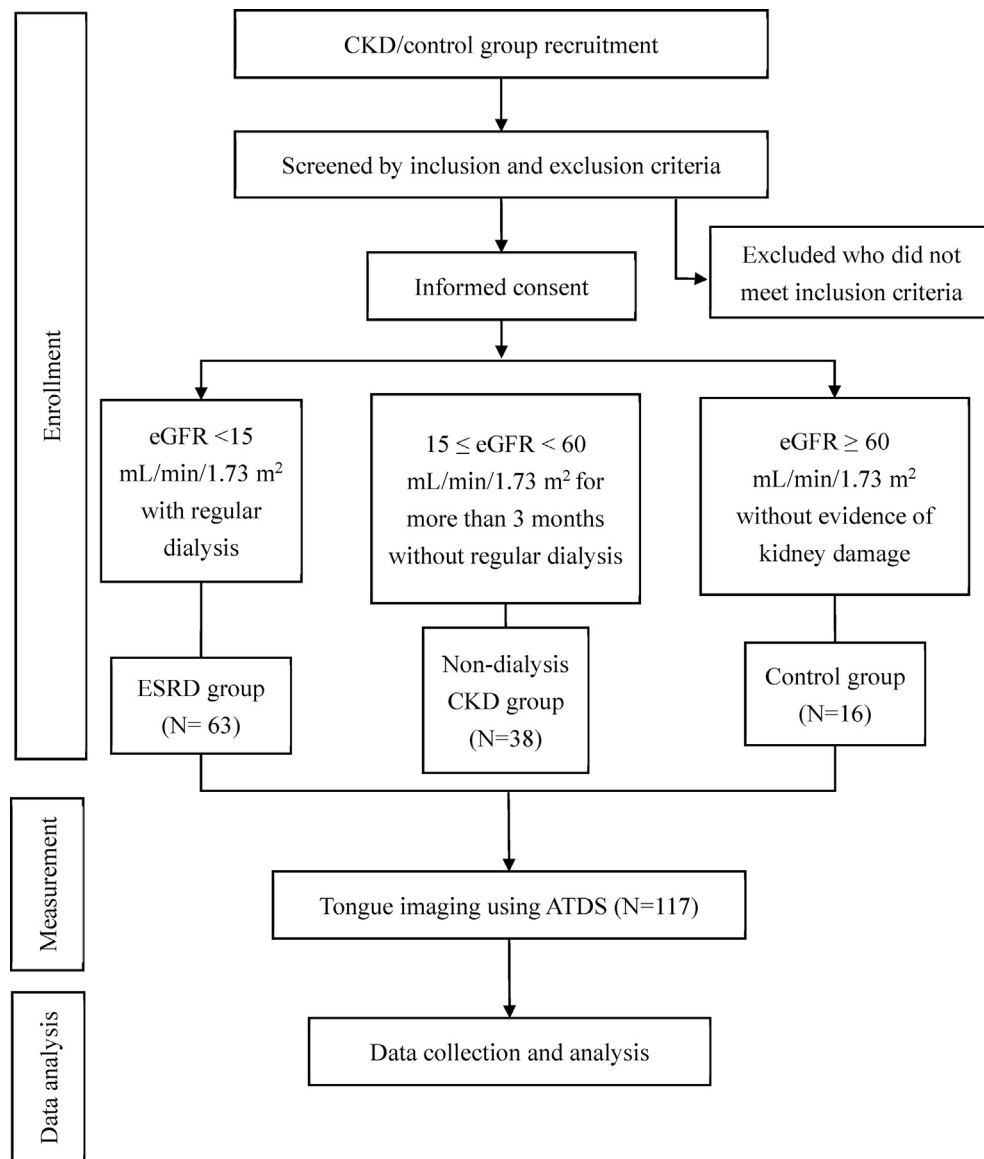 Enrollment
CKD/control group recruitment
Screened by inclusion and exclusion criteria
Excluded who did not
meet inclusion criteria
Informed consent
eGFR <15
mL/min/1.73 m²
with regular
dialysis
15 ≤ eGFR < 60
mL/min/1.73 m² for
more than 3 months
without regular dialysis
eGFR ≥ 60
mL/min/1.73 m²
without evidence of
kidney damage
ESRD group
(N= 63)
Non-dialysis
CKD group
(N=38)
Control group
(N=16)
Measurement
Tongue imaging using ATDS (N=117)
Data analysis
Data collection and analysis